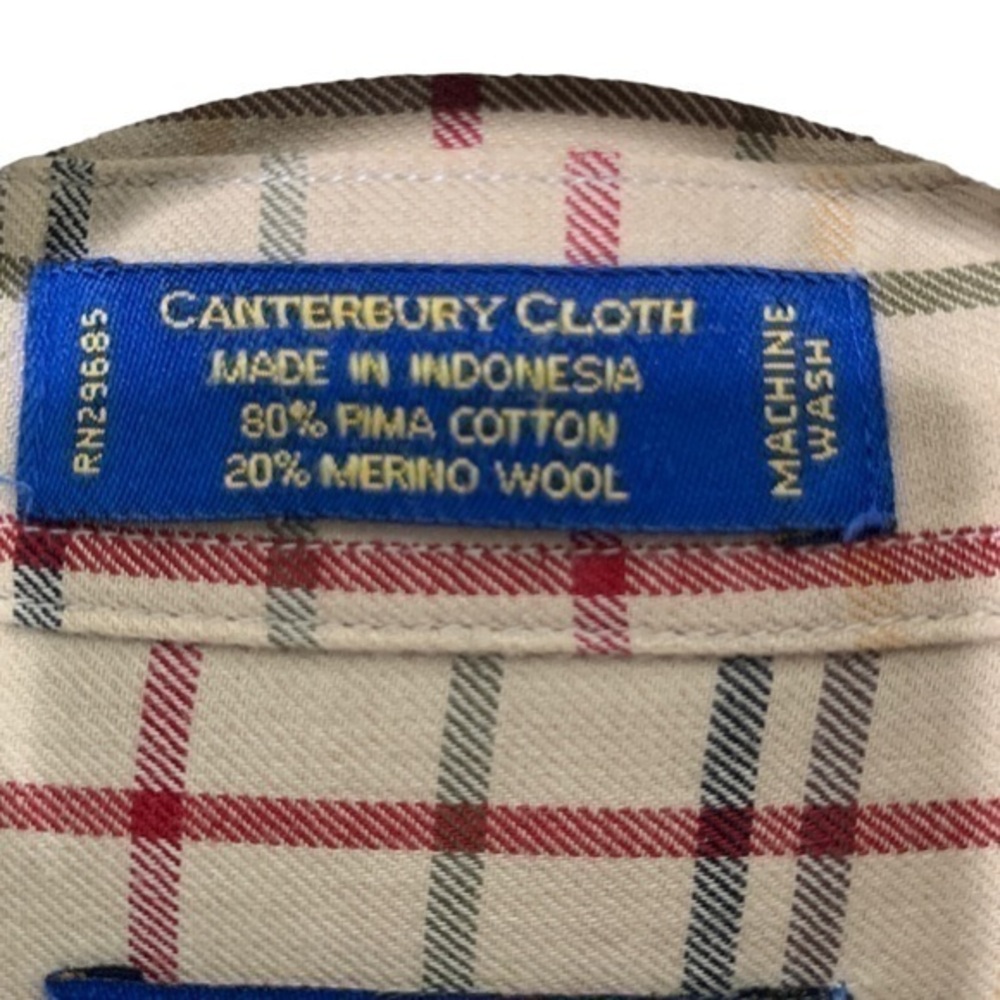 RN29685
CANTERBURY CLOTH
MADE IN INDONESIA
80% PIMA COTTON
20% MERINO WOOL
MACHINE
WASH